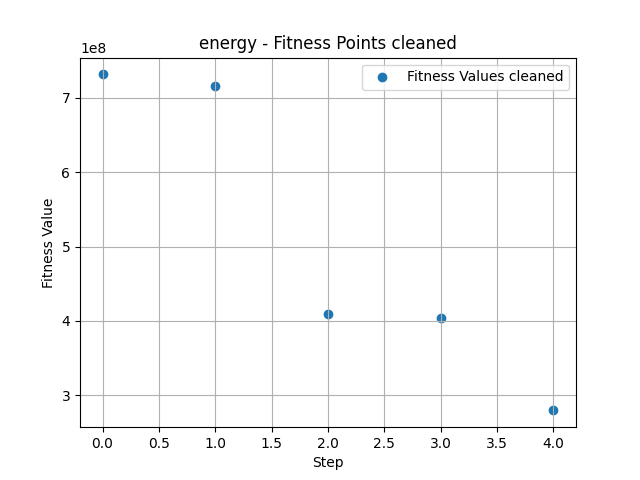 energy - Fitness Points cleaned
1e8
Fitness Values cleaned
7
6
5
4
3
Fitness Value
0.0 0.5 1.0 1.5 2.0 2.5 3.0 3.5 4.0
Step